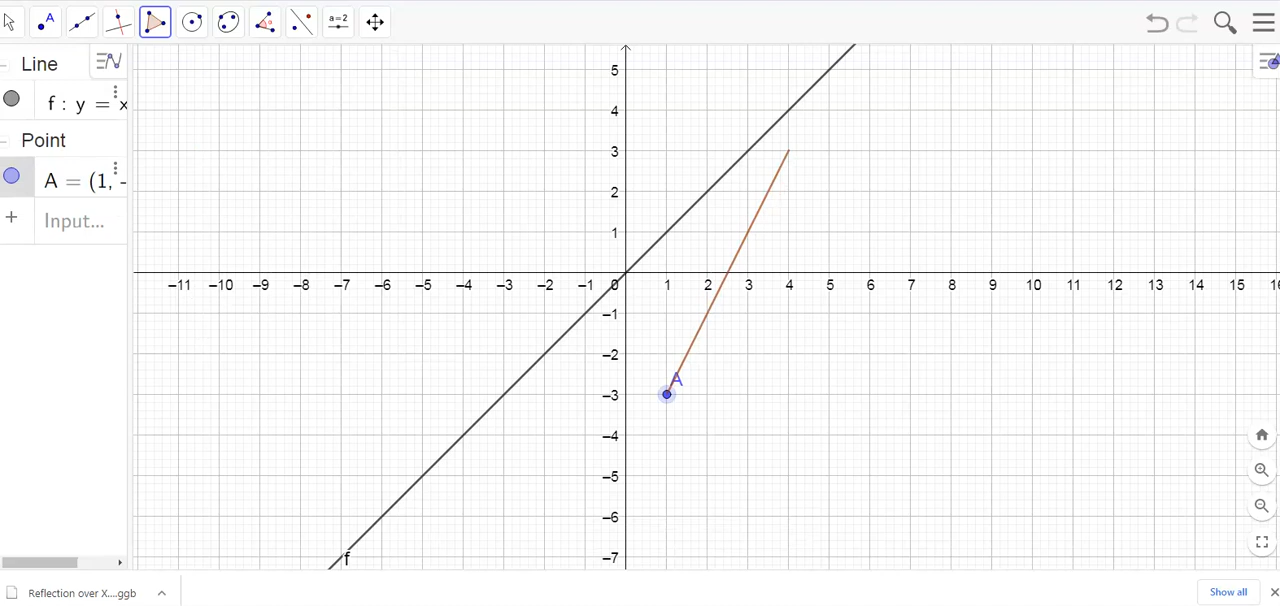 A
a=2
Line
f : y = x
Point
A = (1, –
+ Input...
5
4
3
2
1
−11 −10 −9 −8 −7 −6 −5 −4 −3 −2 −1 0 1 2 3 4 5 6 7 8 9 10 11 12 13 14 15 16
−1
−2
A
−3
−4
−5
−6
−7
f
Reflection over X....ggb
Show all